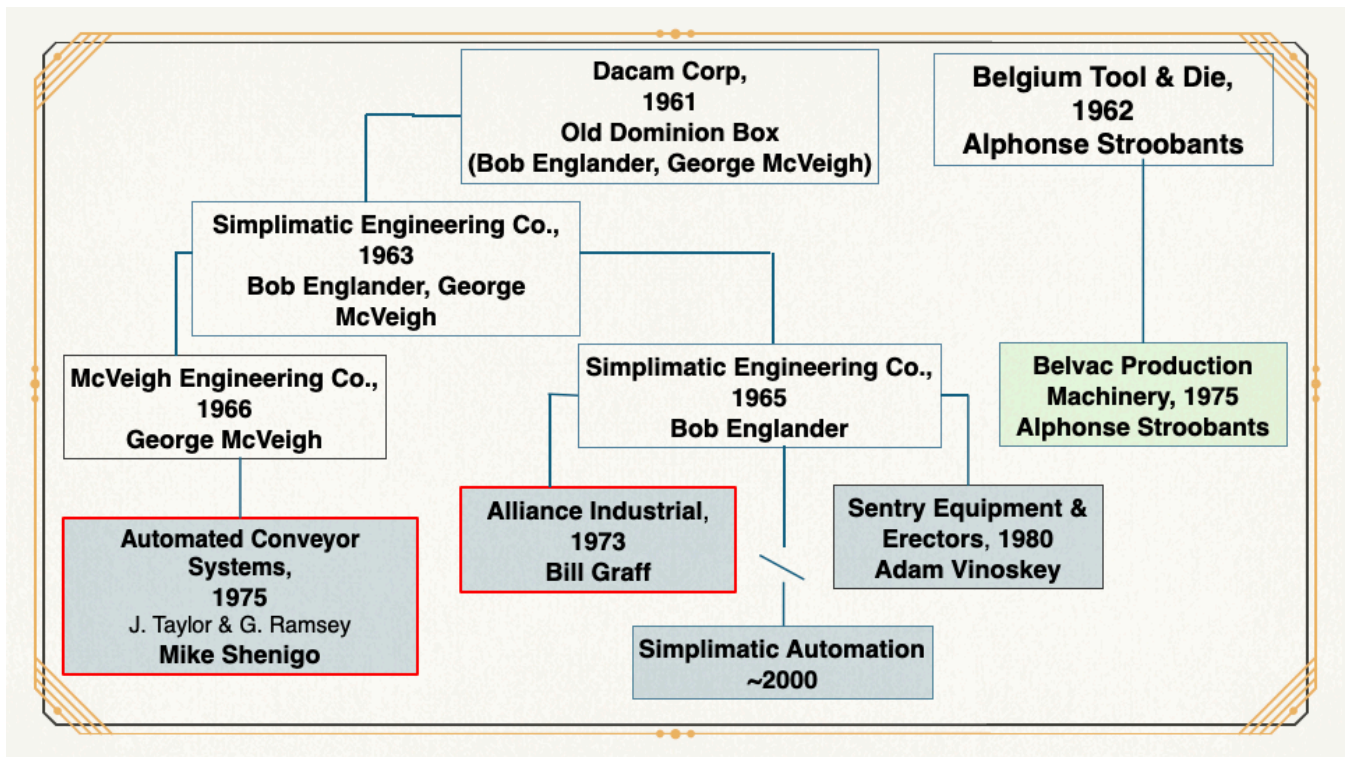 Dacam Corp,
1961
Old Dominion Box
(Bob Englander, George McVeigh)
Belgium Tool & Die,
1962
Alphonse Stroobants
Simplimatic Engineering Co.,
1963
Bob Englander, George
McVeigh
McVeigh Engineering Co.,
1966
George McVeigh
Simplimatic Engineering Co.,
1965
Bob Englander
Belvac Production
Machinery, 1975
Alphonse Stroobants
Automated Conveyor
Systems,
1975
J. Taylor & G. Ramsey
Mike Shenigo
Alliance Industrial,
1973
Bill Graff
Sentry Equipment &
Erectors, 1980
Adam Vinoskey
Simplimatic Automation
~2000